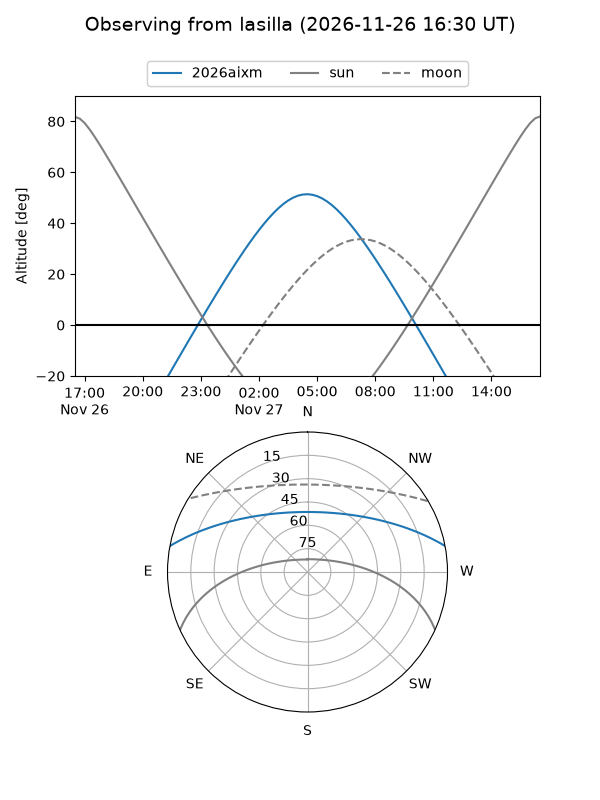 Observing from lasilla (2026-11-26 16:30 UT)
2026aixm sun moon
Altitude [deg]
80
60
40
20
0
−20
17:00 20:00 23:00 02:00 05:00 08:00 11:00 14:00
Nov 26 Nov 27
N
NE NW
15
30
45
60
75
E W
SE SW
S